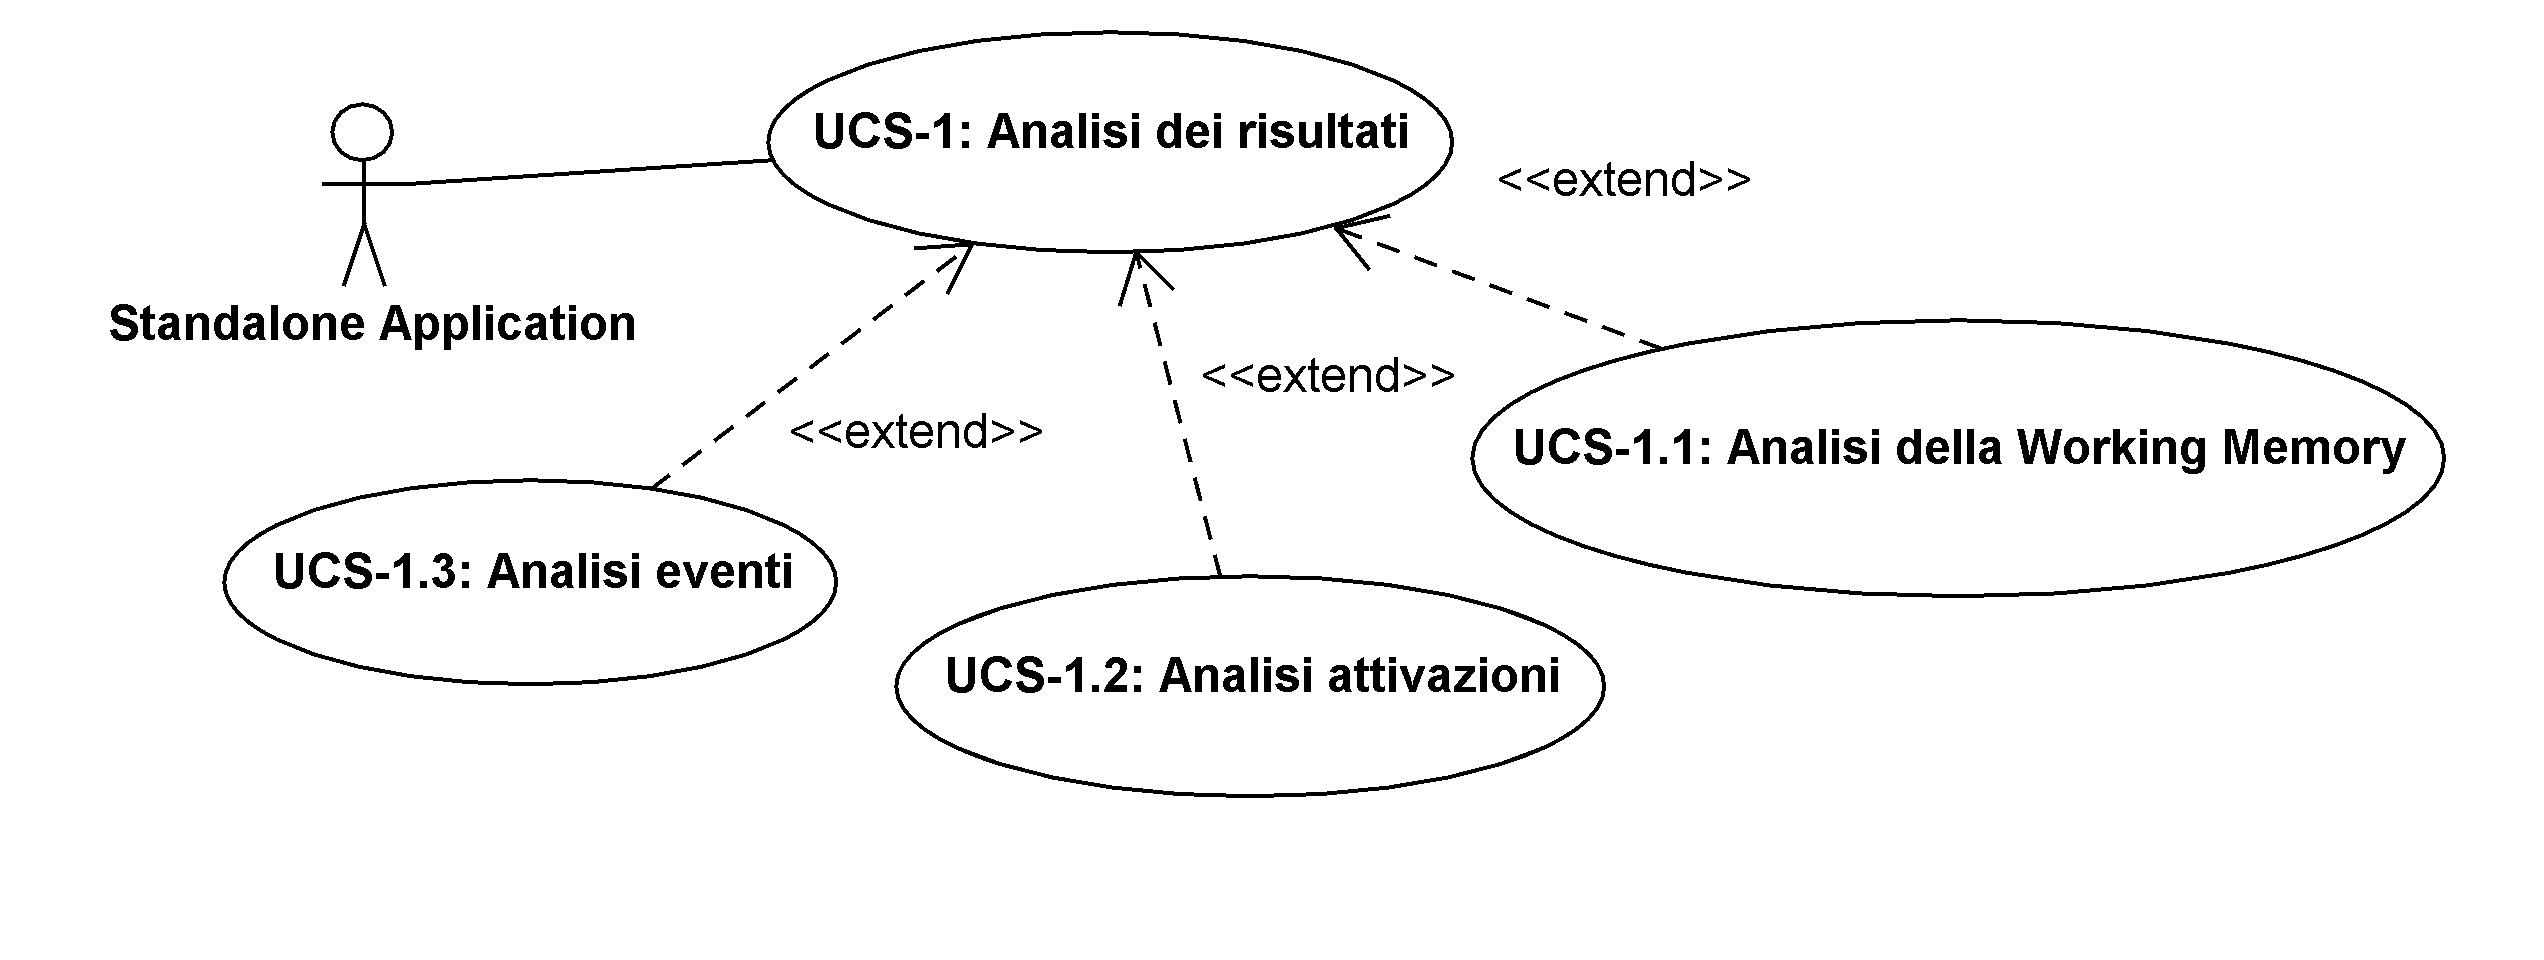 UCS-1: Analisi dei risultati
<<extend>>
Standalone Application
<<extend>>
<<extend>>
UCS-1.1: Analisi della Working Memory
UCS-1.3: Analisi eventi
UCS-1.2: Analisi attivazioni